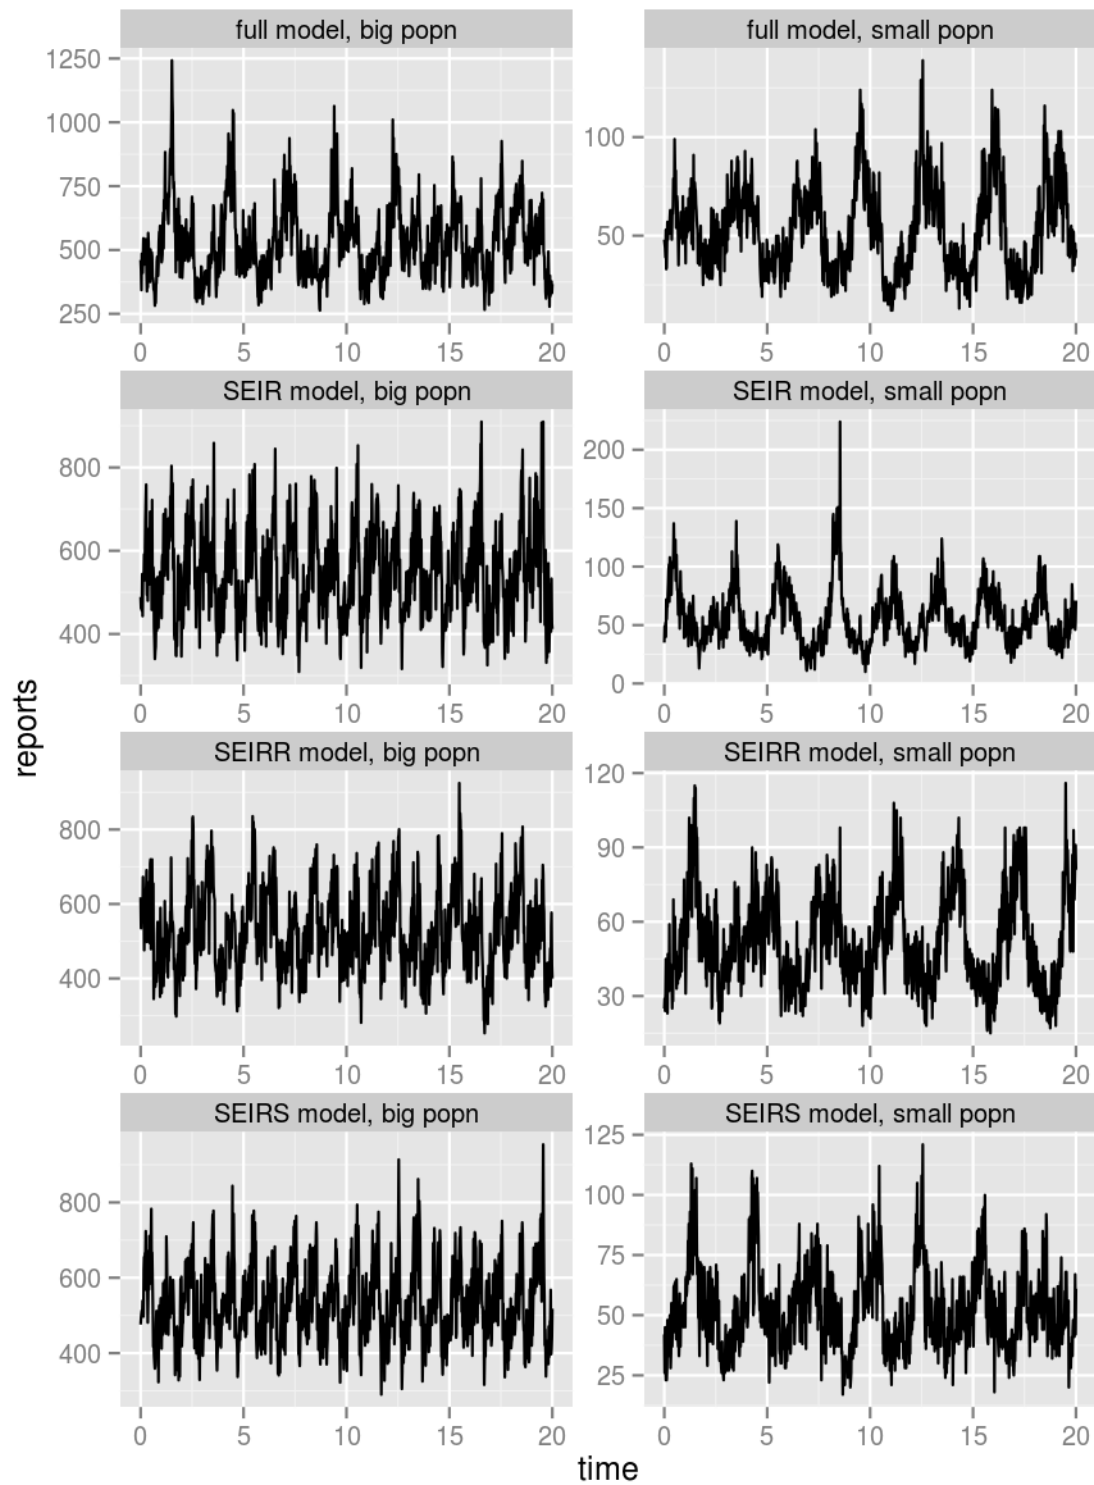 full model, big popn
full model, small popn
1250
1000
750
500
250
100
50
0 5 10 15 20
0 5 10 15 20
SEIR model, big popn
SEIR model, small popn
800
600
400
200
150
100
50
0
0 5 10 15 20
0 5 10 15 20
reports
SEIRR model, big popn
SEIRR model, small popn
800
600
400
120
90
60
30
0 5 10 15 20
0 5 10 15 20
SEIRS model, big popn
SEIRS model, small popn
800
600
400
125
100
75
50
25
0 5 10 15 20
0 5 10 15 20
time